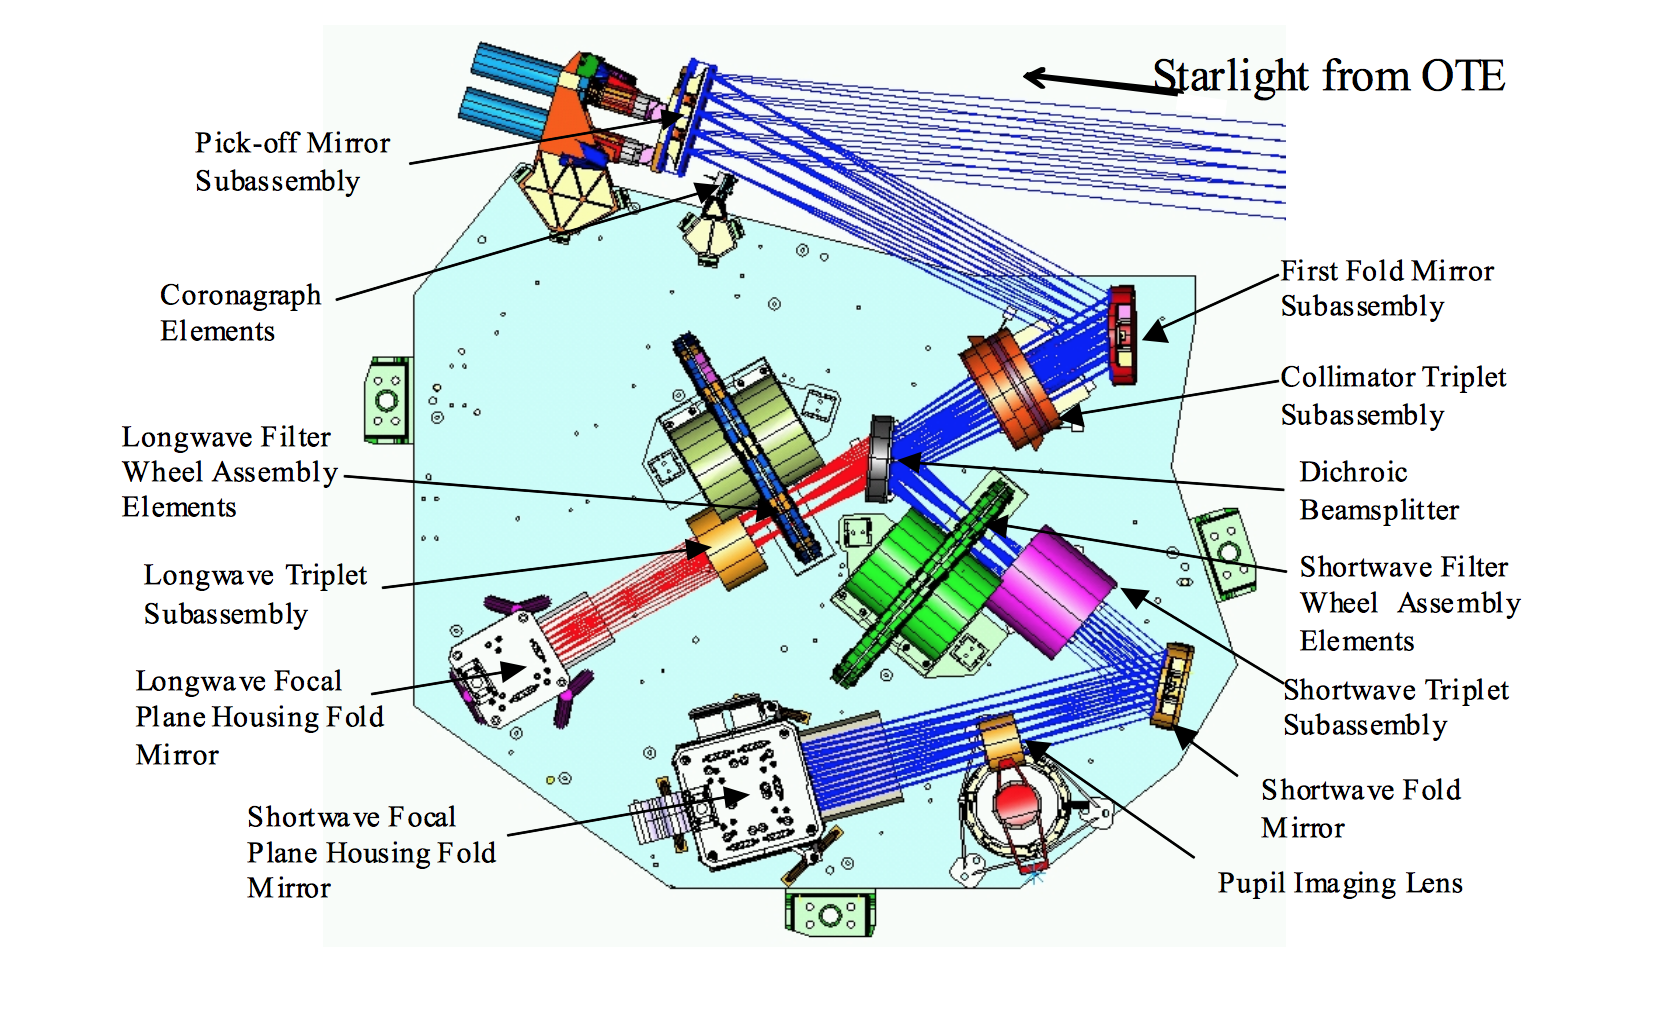 Starlight from OTE
Pick-off Mirror
Subassembly
Coronagraph
Elements
Longwave Filter
Wheel Assembly
Elements
Longwave Triplet
Subassembly
Longwave Focal
Plane Housing Fold
Mirror
Shortwave Focal
Plane Housing Fold
Mirror
First Fold Mirror
Subassembly
Collimator Triplet
Subassembly
Dichroic
Beamsplitter
Shortwave Filter
Wheel Assembly
Elements
Shortwave Triplet
Subassembly
Shortwave Fold
Mirror
Pupil Imaging Lens